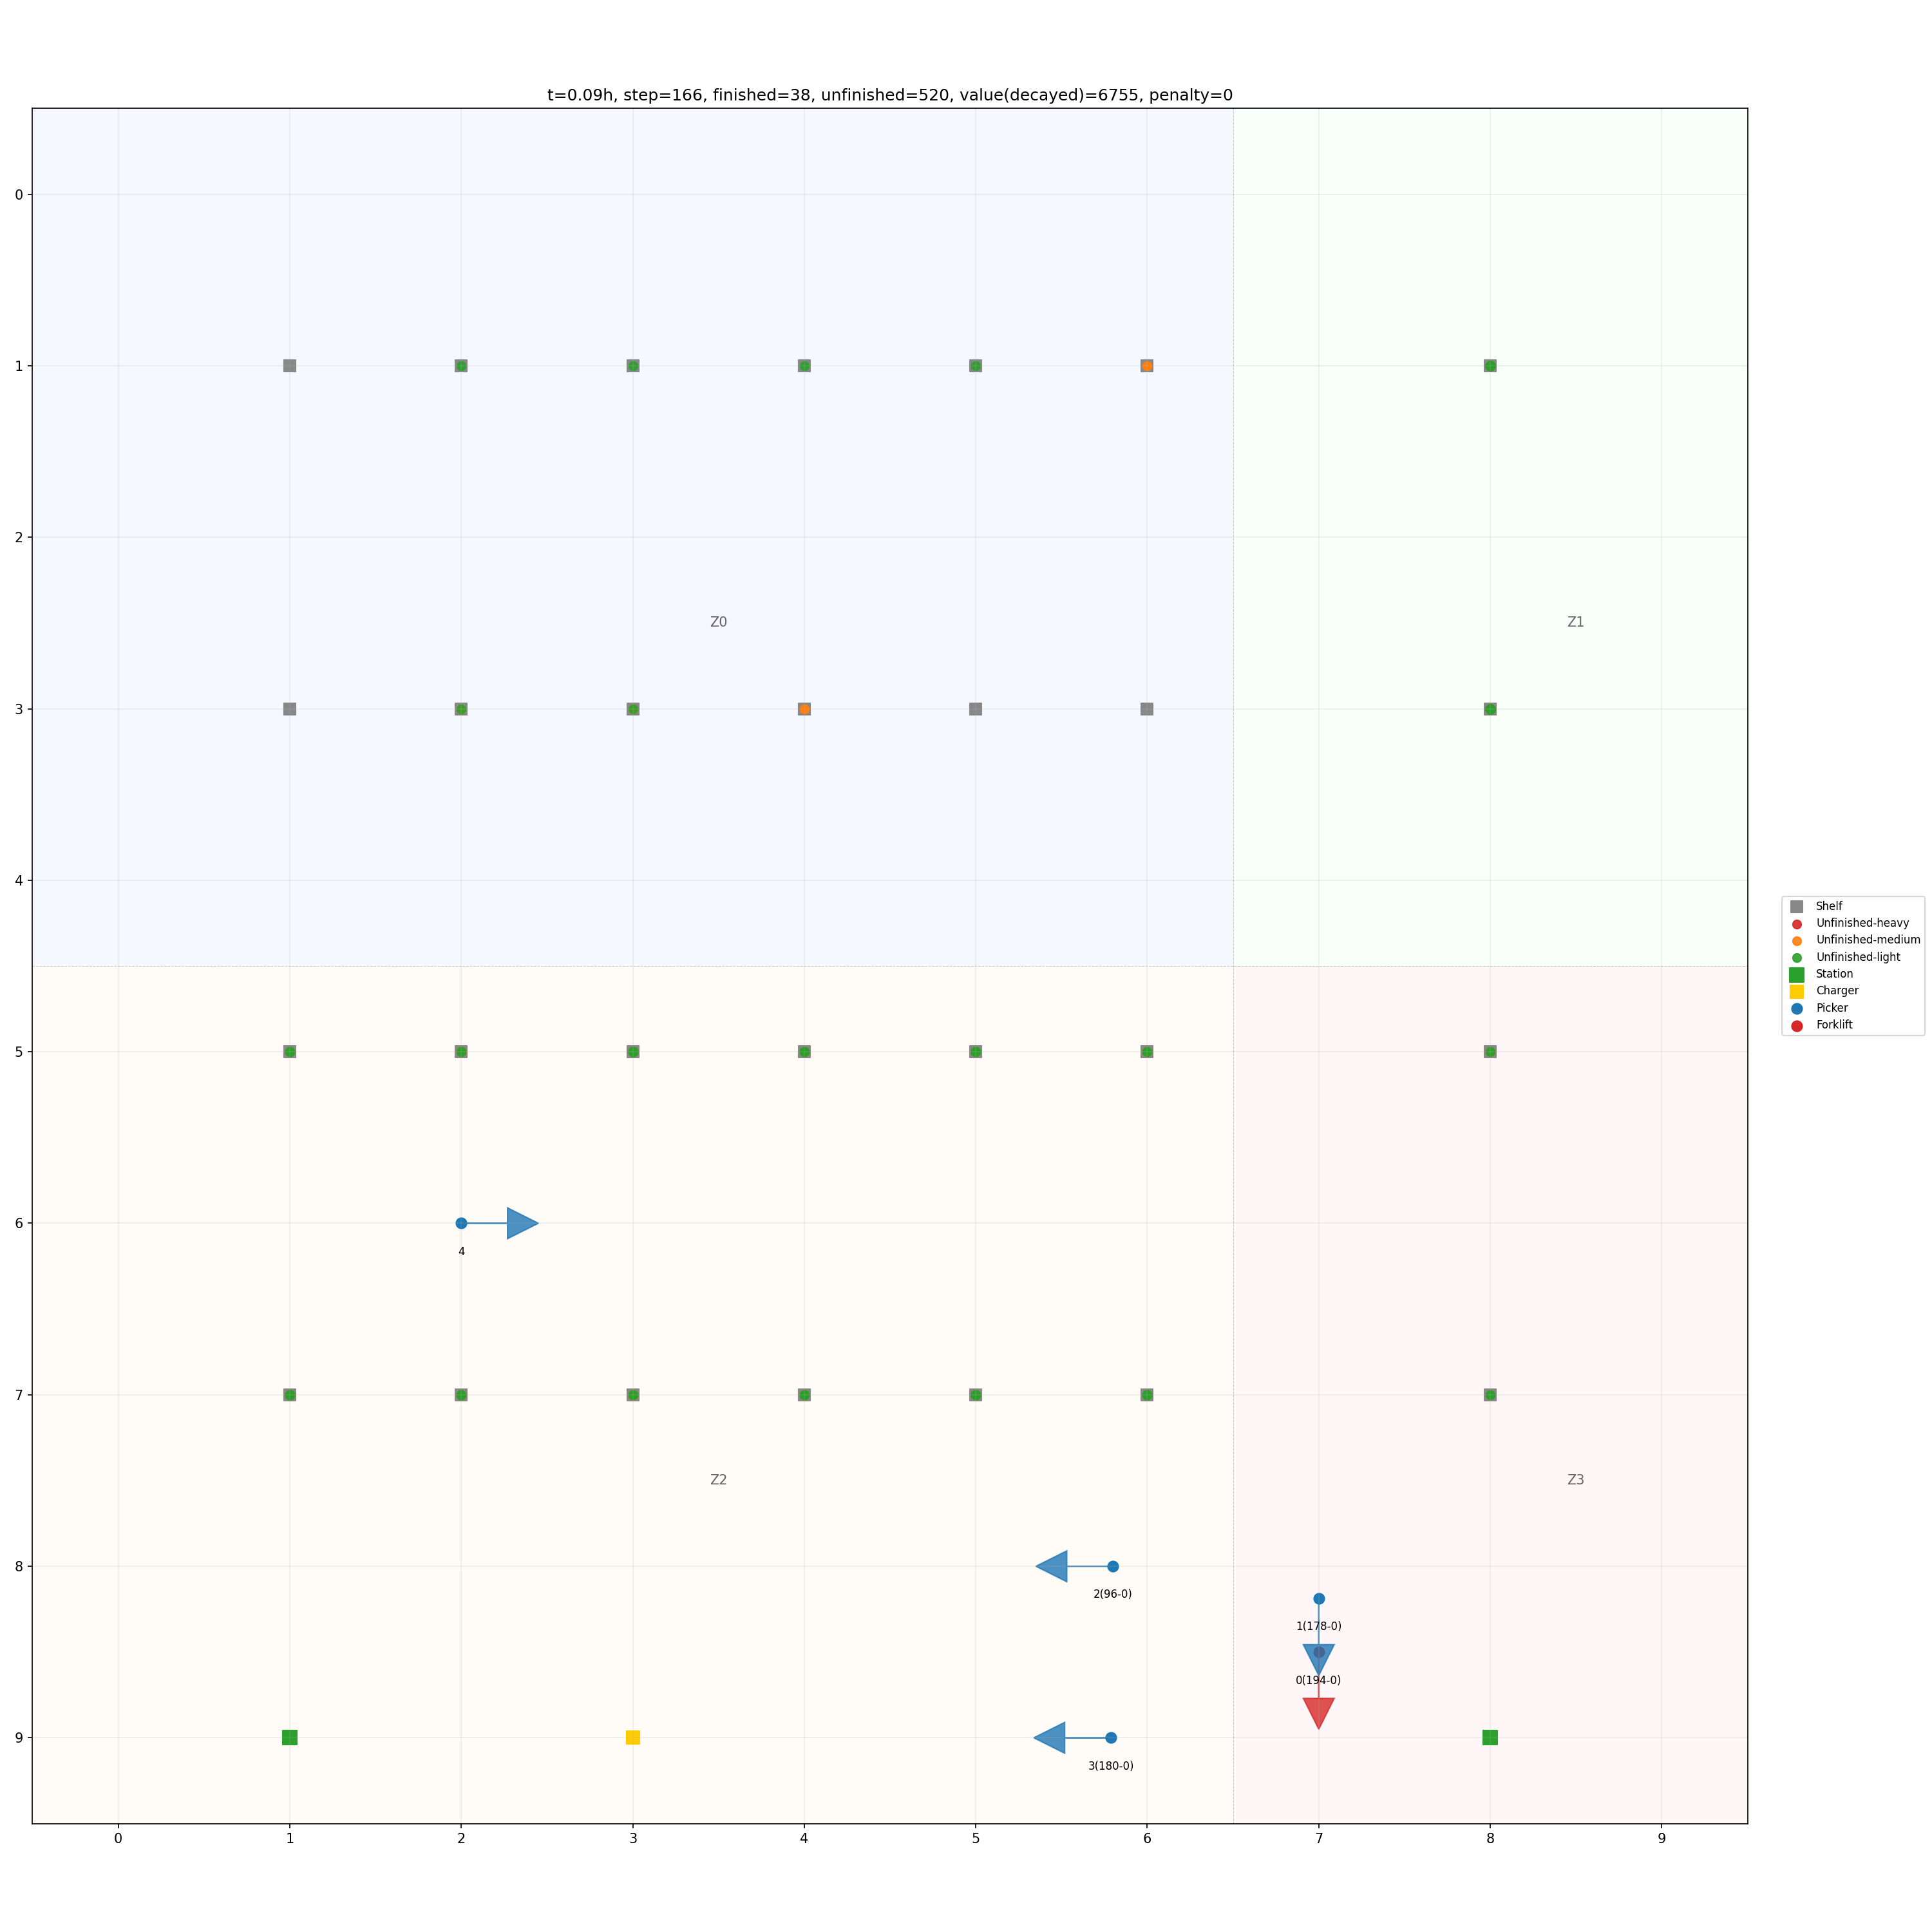 t=0.09h, step=166, finished=38, unfinished=520, value(decayed)=6755, penalty=0
0
1
2
Z0
Z1
3
4
Shelf
Unfinished-heavy
Unfinished-medium
Unfinished-light
Station
Charger
Picker
Forklift
5
6
4
7
Z2
Z3
8
2(96-0)
1(178-0)
0(194-0)
9
3(180-0)
0 1 2 3 4 5 6 7 8 9